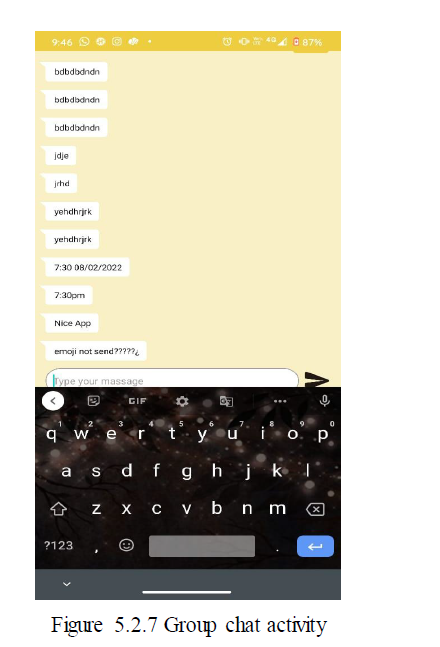 9:46 87%
bdbdbdndn
bdbdbdndn
bdbdbdndn
jdje
jrhd
yehdhrjrk
yehdhrjrk
7:30 08/02/2022
7:30pm
Nice App
emoji not send?????¿
Type your massage
GIF
1 2 3 4 5 6 7 8 9 0
q w e r t y u i o p
a s d f g h j k l
z x c v b n m
?123 , .
Figure 5.2.7 Group chat activity